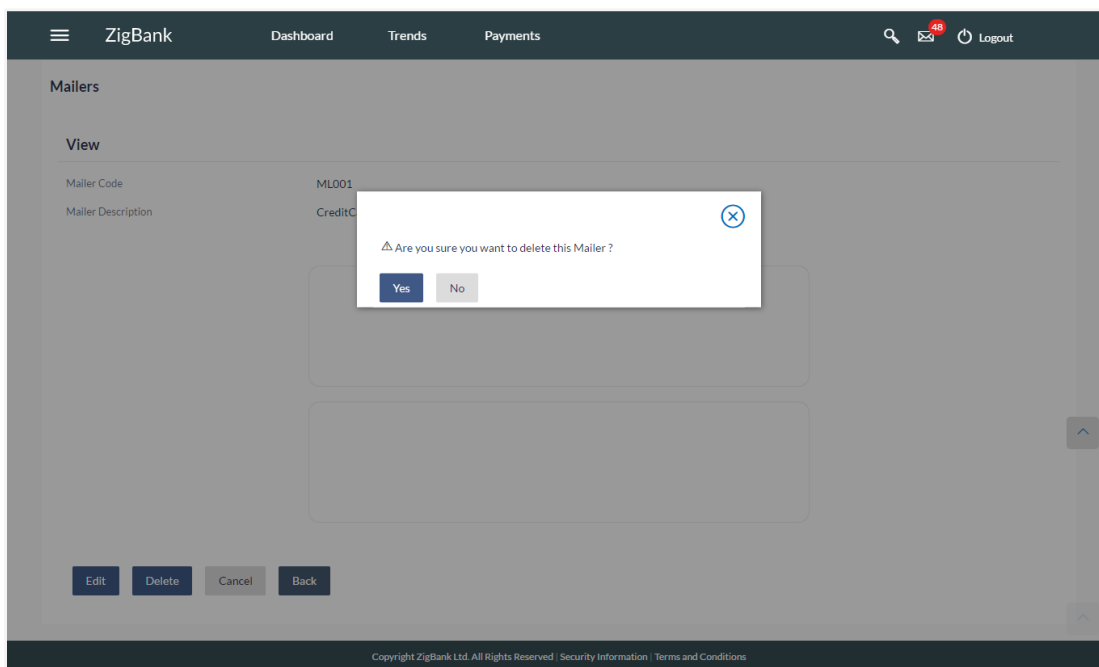 ZigBank Dashboard Trends Payments 48 Logout
Mailers
View
Mailer Code ML001
Mailer Description CreditC
Are you sure you want to delete this Mailer ?
Yes No
Edit Delete Cancel Back
Copyright ZigBank Ltd. All Rights Reserved | Security Information | Terms and Conditions